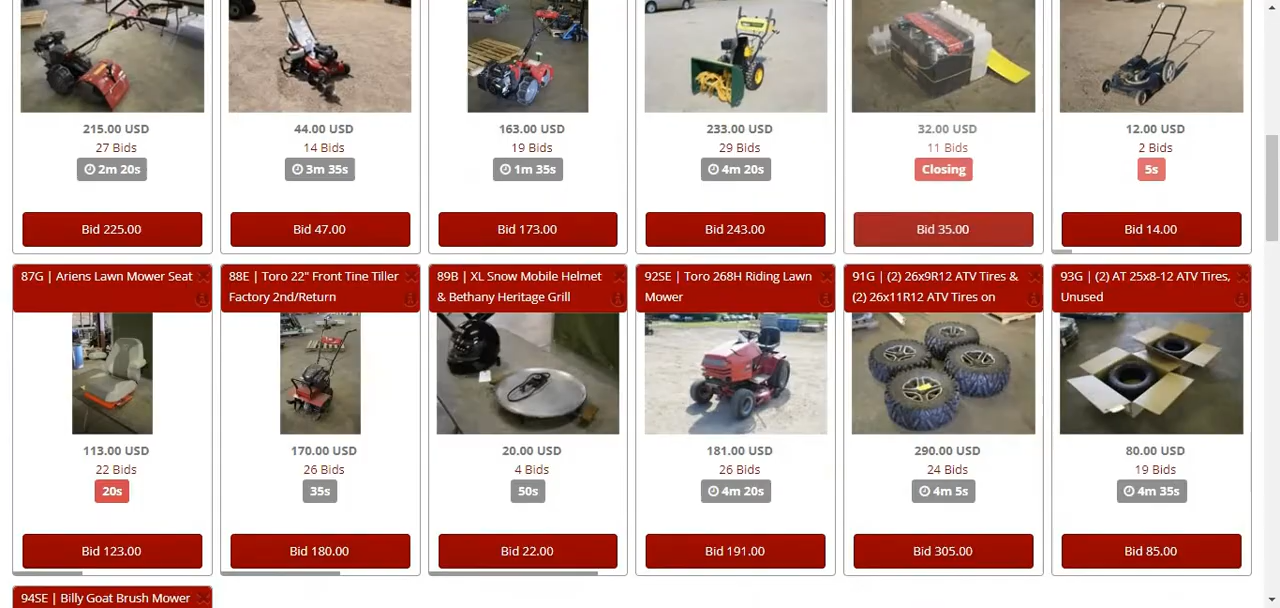 215.00 USD
27 Bids
2m 20s
Bid 225.00
44.00 USD
14 Bids
3m 35s
Bid 47.00
163.00 USD
19 Bids
1m 35s
Bid 173.00
233.00 USD
29 Bids
4m 20s
Bid 243.00
32.00 USD
11 Bids
Closing
Bid 35.00
12.00 USD
2 Bids
5s
Bid 14.00
87G | Ariens Lawn Mower Seat
113.00 USD
22 Bids
20s
Bid 123.00
88E | Toro 22" Front Tine Tiller
Factory 2nd/Return
170.00 USD
26 Bids
35s
Bid 180.00
89B | XL Snow Mobile Helmet
& Bethany Heritage Grill
20.00 USD
4 Bids
50s
Bid 22.00
92SE | Toro 268H Riding Lawn
Mower
181.00 USD
26 Bids
4m 20s
Bid 191.00
91G | (2) 26x9R12 ATV Tires &
(2) 26x11R12 ATV Tires on
290.00 USD
24 Bids
4m 5s
Bid 305.00
93G | (2) AT 25x8-12 ATV Tires,
Unused
80.00 USD
19 Bids
4m 35s
Bid 85.00
94SE | Billy Goat Brush Mower